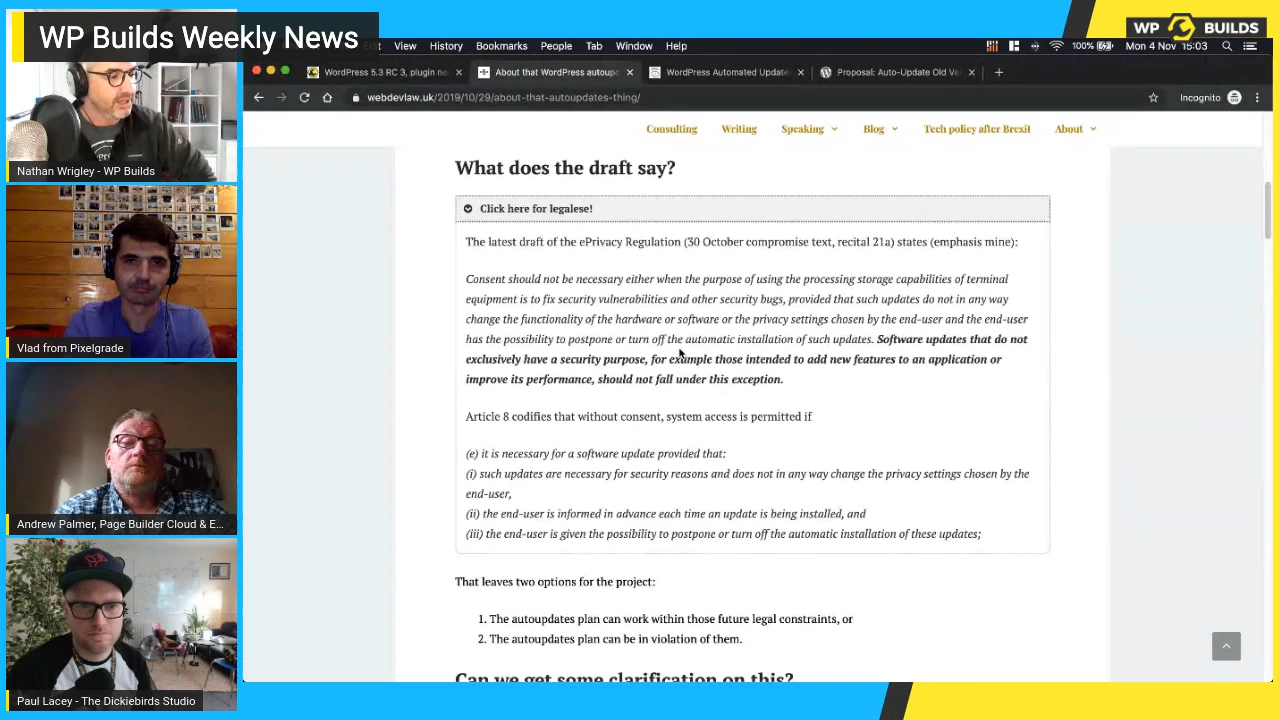 WP Builds Weekly News
WP BUILDS
View History Bookmarks People Tab Window Help
100% Mon 4 Nov 15:03
WordPress 5.3 RC 3, plugin ne
About that WordPress autoup
WordPress Automated Update
Proposal: Auto-Update Old Ve
webdevlaw.uk/2019/10/29/about-that-autoupdates-thing/
Incognito
Consulting Writing Speaking Blog Tech policy after Brexit About
Nathan Wrigley - WP Builds
Vlad from Pixelgrade
Andrew Palmer, Page Builder Cloud & E...
Paul Lacey - The Dickiebirds Studio
What does the draft say?
Click here for legalese!
The latest draft of the ePrivacy Regulation (30 October compromise text, recital 21a) states (emphasis mine):
Consent should not be necessary either when the purpose of using the processing storage capabilities of terminal
equipment is to fix security vulnerabilities and other security bugs, provided that such updates do not in any way
change the functionality of the hardware or software or the privacy settings chosen by the end-user and the end-user
has the possibility to postpone or turn off the automatic installation of such updates. Software updates that do not
exclusively have a security purpose, for example those intended to add new features to an application or
improve its performance, should not fall under this exception.
Article 8 codifies that without consent, system access is permitted if
(e) it is necessary for a software update provided that:
(i) such updates are necessary for security reasons and does not in any way change the privacy settings chosen by the
end-user,
(ii) the end-user is informed in advance each time an update is being installed, and
(iii) the end-user is given the possibility to postpone or turn off the automatic installation of these updates;
That leaves two options for the project:
1. The autoupdates plan can work within those future legal constraints, or
2. The autoupdates plan can be in violation of them.
Can we get some clarification on this?